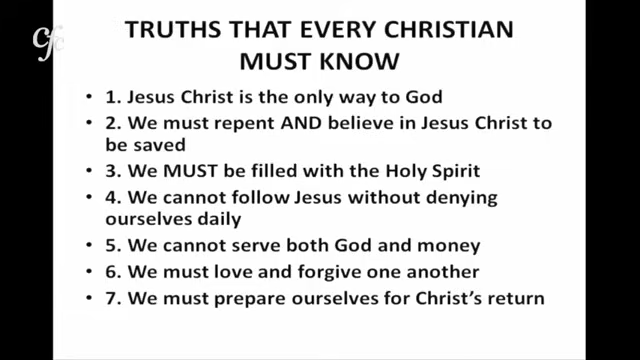 cfc
TRUTHS THAT EVERY CHRISTIAN
MUST KNOW
• 1. Jesus Christ is the only way to God
• 2. We must repent AND believe in Jesus Christ to
be saved
• 3. We MUST be filled with the Holy Spirit
• 4. We cannot follow Jesus without denying
ourselves daily
• 5. We cannot serve both God and money
• 6. We must love and forgive one another
• 7. We must prepare ourselves for Christ’s return